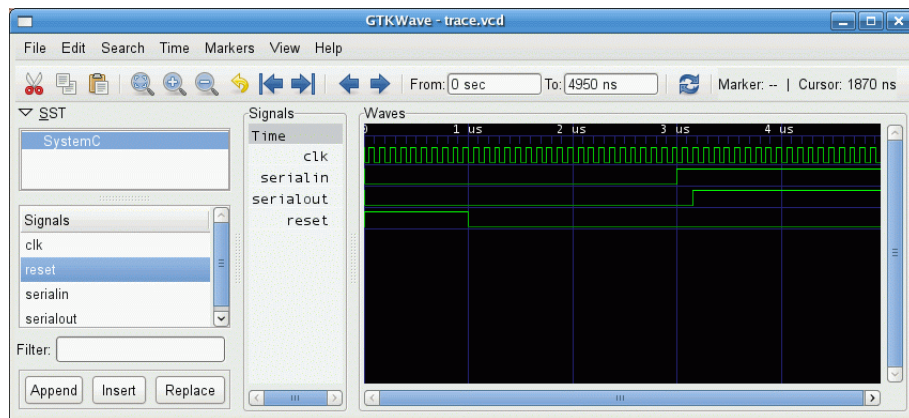 GTKWave - trace.vcd
File Edit Search Time Markers View Help
From: 0 sec To: 4950 ns Marker: -- | Cursor: 1870 ns
SST
SystemC
Signals
clk
reset
serialin
serialout
Filter:
Append Insert Replace
Signals
Time
clk
serialin
serialout
reset
Waves
0 1 us 2 us 3 us 4 us